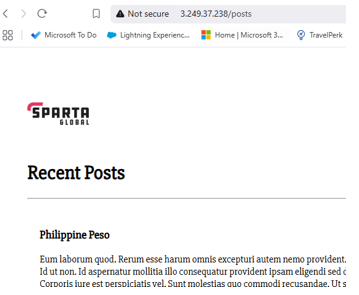 Not secure 3.249.37.238/posts
Microsoft To Do Lightning Experienc... Home | Microsoft 3... TravelPerk
SPARTA
GLOBAL
Recent Posts
Philippine Peso
Eum laborum quod. Rerum esse harum omnis excepturi autem nemo provident.
Id ut non. Id aspernatur mollitia illo consequatur provident ipsam eligendi sed d
Corporis iure est perspiciatis vel. Sunt molestias quo commodi recusandae. Ut s